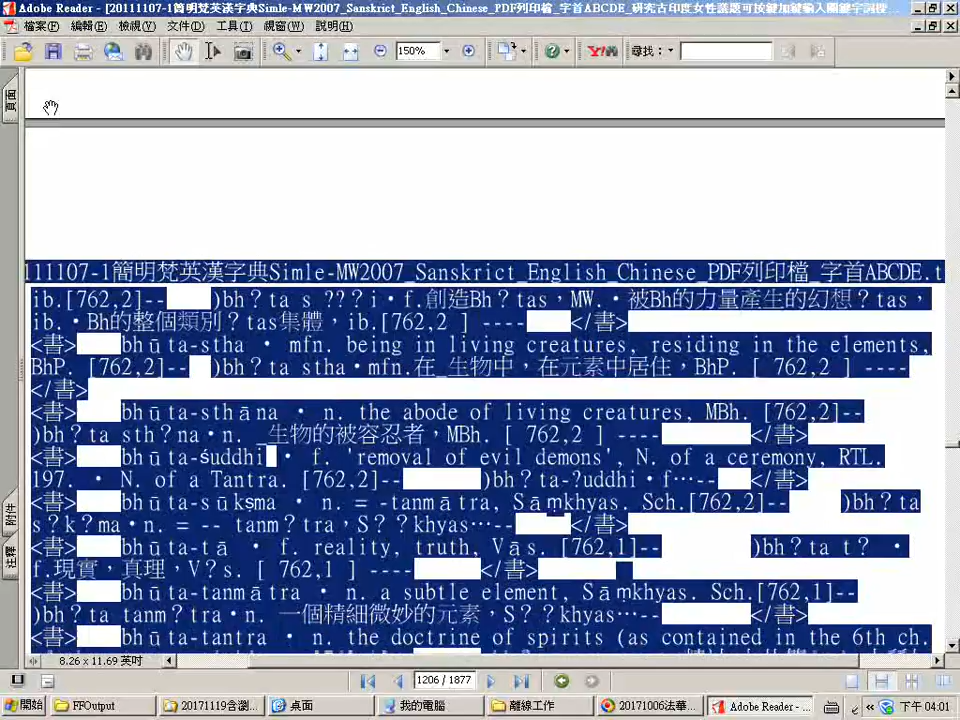 Adobe Reader - [20111107-1簡明梵英漢字典Simle-MW2007_Sanskrict_English_Chinese_PDF列印檔_字首ABCDE_研究古印度女性議題可按鍵加鍵輸入關鍵字詞搜
檔案(F) 編輯(E) 檢視(V) 文件(D) 工具(T) 視窗(W) 說明(H)
150% 尋找：
頁面
附件
註釋
111107-1簡明梵英漢字典Simle-MW2007_Sanskrict_English_Chinese_PDF列印檔_字首ABCDE.t
ib.[762,2]-- )bh？ta s ???i‧f.創造Bh？tas，MW.‧被Bh的力量產生的幻想？tas，
ib.‧Bh的整個類別？tas集體，ib.[762,2 ] ---- </書>
<書> bhūta-stha ‧ mfn. being in living creatures, residing in the elements,
BhP. [762,2]-- )bh？ta stha‧mfn.在_生物中，在元素中居住，BhP. [ 762,2 ] ----
</書>
<書> bhūta-sthāna ‧ n. the abode of living creatures, MBh. [762,2]--
)bh？ta sth？na‧n. _生物的被容忍者，MBh. [ 762,2 ] ---- </書>
<書> bhūta-śuddhi ‧ f. 'removal of evil demons', N. of a ceremony, RTL.
197. ‧ N. of a Tantra. [762,2]-- )bh？ta-?uddhi‧f…-- </書>
<書> bhūta-sūkṣma ‧ n. = -tanmātra, Sāṃkhyas. Sch.[762,2]-- )bh？ta
s？k？ma‧n. = -- tanm？tra，S？？khyas…-- </書>
<書> bhūta-tā ‧ f. reality, truth, Vās. [762,1]-- )bh？ta t？ ‧
f.現實，真理，V？s. [ 762,1 ] ---- </書>
<書> bhūta-tanmātra ‧ n. a subtle element, Sāṃkhyas. Sch.[762,1]--
)bh？ta tanm？tra‧n. 一個精細微妙的元素，S？？khyas…-- </書>
<書> bhūta-tantra ‧ n. the doctrine of spirits (as contained in the 6th ch.
8.26 x 11.69 英吋
1206 / 1877
開始 FFOutput 20171119含瀏... 桌面 我的電腦 離線工作 20171006法華... Adobe Reader -... 下午 04:01